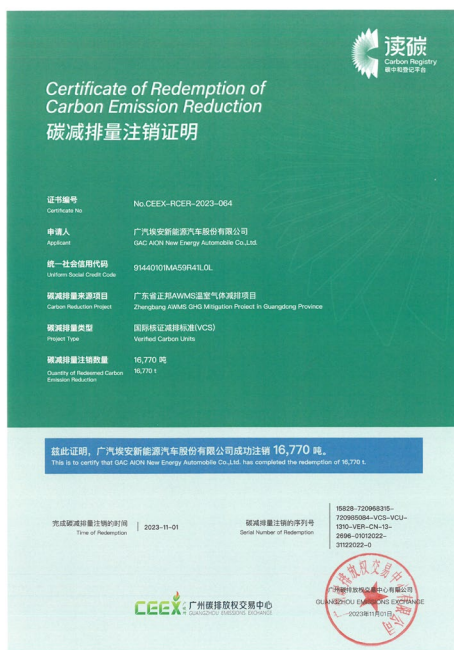 读碳
Carbon Registry
碳中和登记平台
Certificate of Redemption of
Carbon Emission Reduction
碳减排量注销证明
证书编号
Certificate No
No.CEEX-RCER-2023-064
申请人
Applicant
广汽埃安新能源汽车股份有限公司
GAC AION New Energy Automobile Co.,Ltd.
统一社会信用代码
Uniform Social Credit Code
91440101MA59R41L0L
碳减排量来源项目
Carbon Reduction Project
广东省正邦AWMS温室气体减排项目
Zhengbang AWMS GHG Mitigation Project in Guangdong Province
碳减排量类型
Project Type
国际核证减排标准(VCS)
Verified Carbon Units
碳减排量注销数量
Quantity of Redeemed Carbon
Emission Reduction
16,770 吨
16,770 t
兹此证明，广汽埃安新能源汽车股份有限公司成功注销 16,770 吨。
This is to certify that GAC AION New Energy Automobile Co.,Ltd. has completed the redemption of 16,770 t.
完成碳减排量注销的时间
Time of Redemption
2023-11-01
碳减排量注销的序列号
Serial Number of Redemption
15828-720968315-
720985084-VCS-VCU-
1310-VER-CN-13-
2696-01012022-
31122022-0
CEEX 广州碳排放权交易中心
GUANGZHOU EMISSIONS EXCHANGE
广州碳排放权交易中心有限公司
GUANGZHOU EMISSIONS EXCHANGE
2023年11月01日